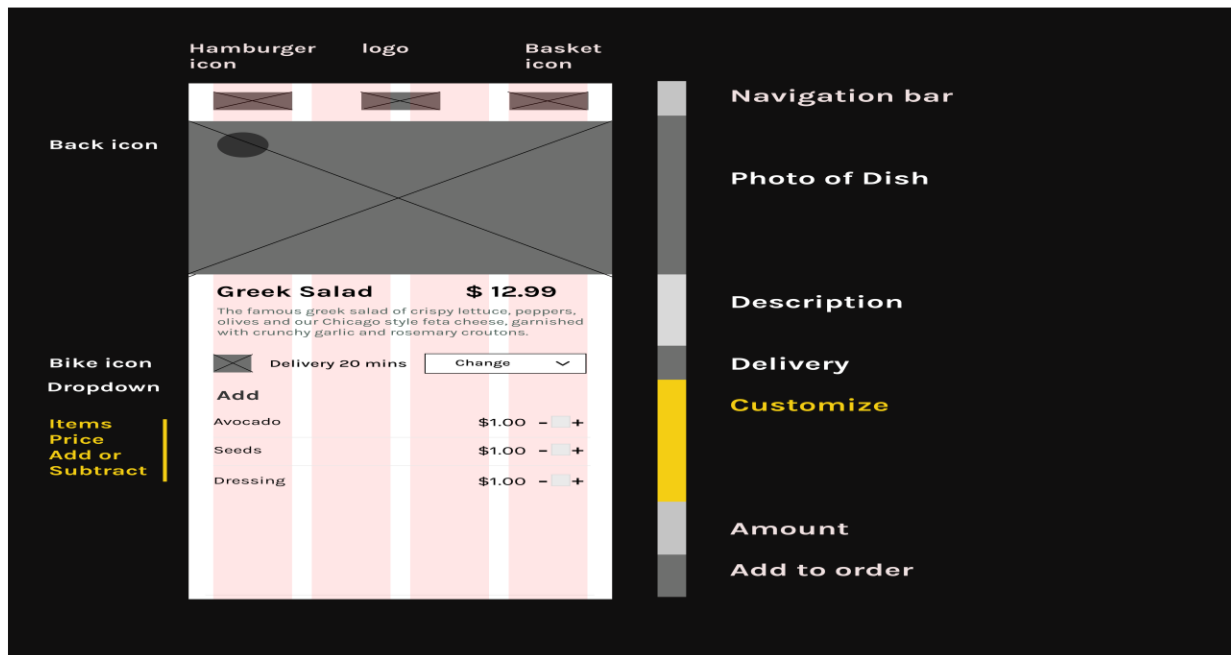 Hamburger
icon
logo
Basket
icon
Back icon
Greek Salad
$ 12.99
The famous greek salad of crispy lettuce, peppers,
olives and our Chicago style feta cheese, garnished
with crunchy garlic and rosemary croutons.
Bike icon
Dropdown
Delivery 20 mins
Change
Add
Items
Price
Add or
Subtract
Avocado
$1.00 - +
Seeds
$1.00 - +
Dressing
$1.00 - +
Navigation bar
Photo of Dish
Description
Delivery
Customize
Amount
Add to order